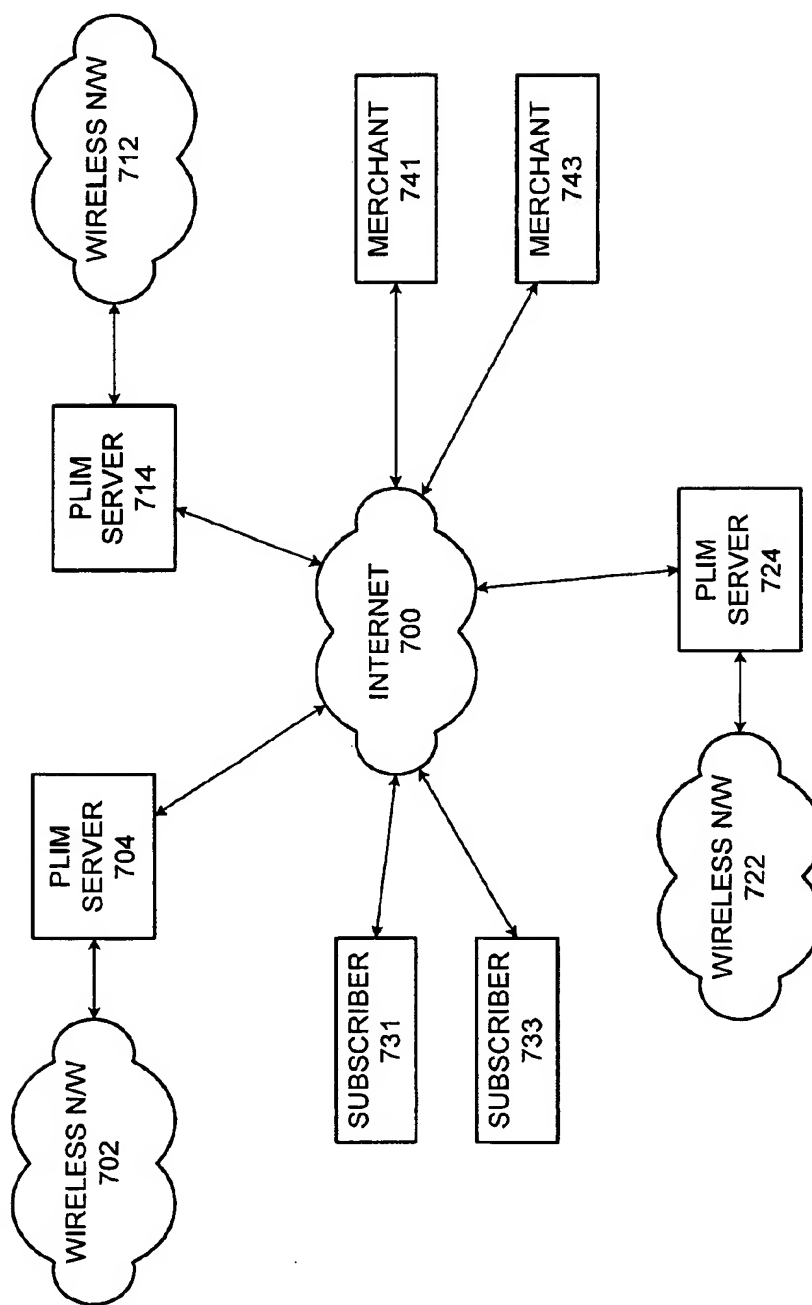 WIRELESS N/W
702
PLIM
SERVER
704
PLIM
SERVER
714
WIRELESS N/W
712
SUBSCRIBER
731
SUBSCRIBER
733
INTERNET
700
MERCHANT
741
MERCHANT
743
WIRELESS N/W
722
PLIM
SERVER
724